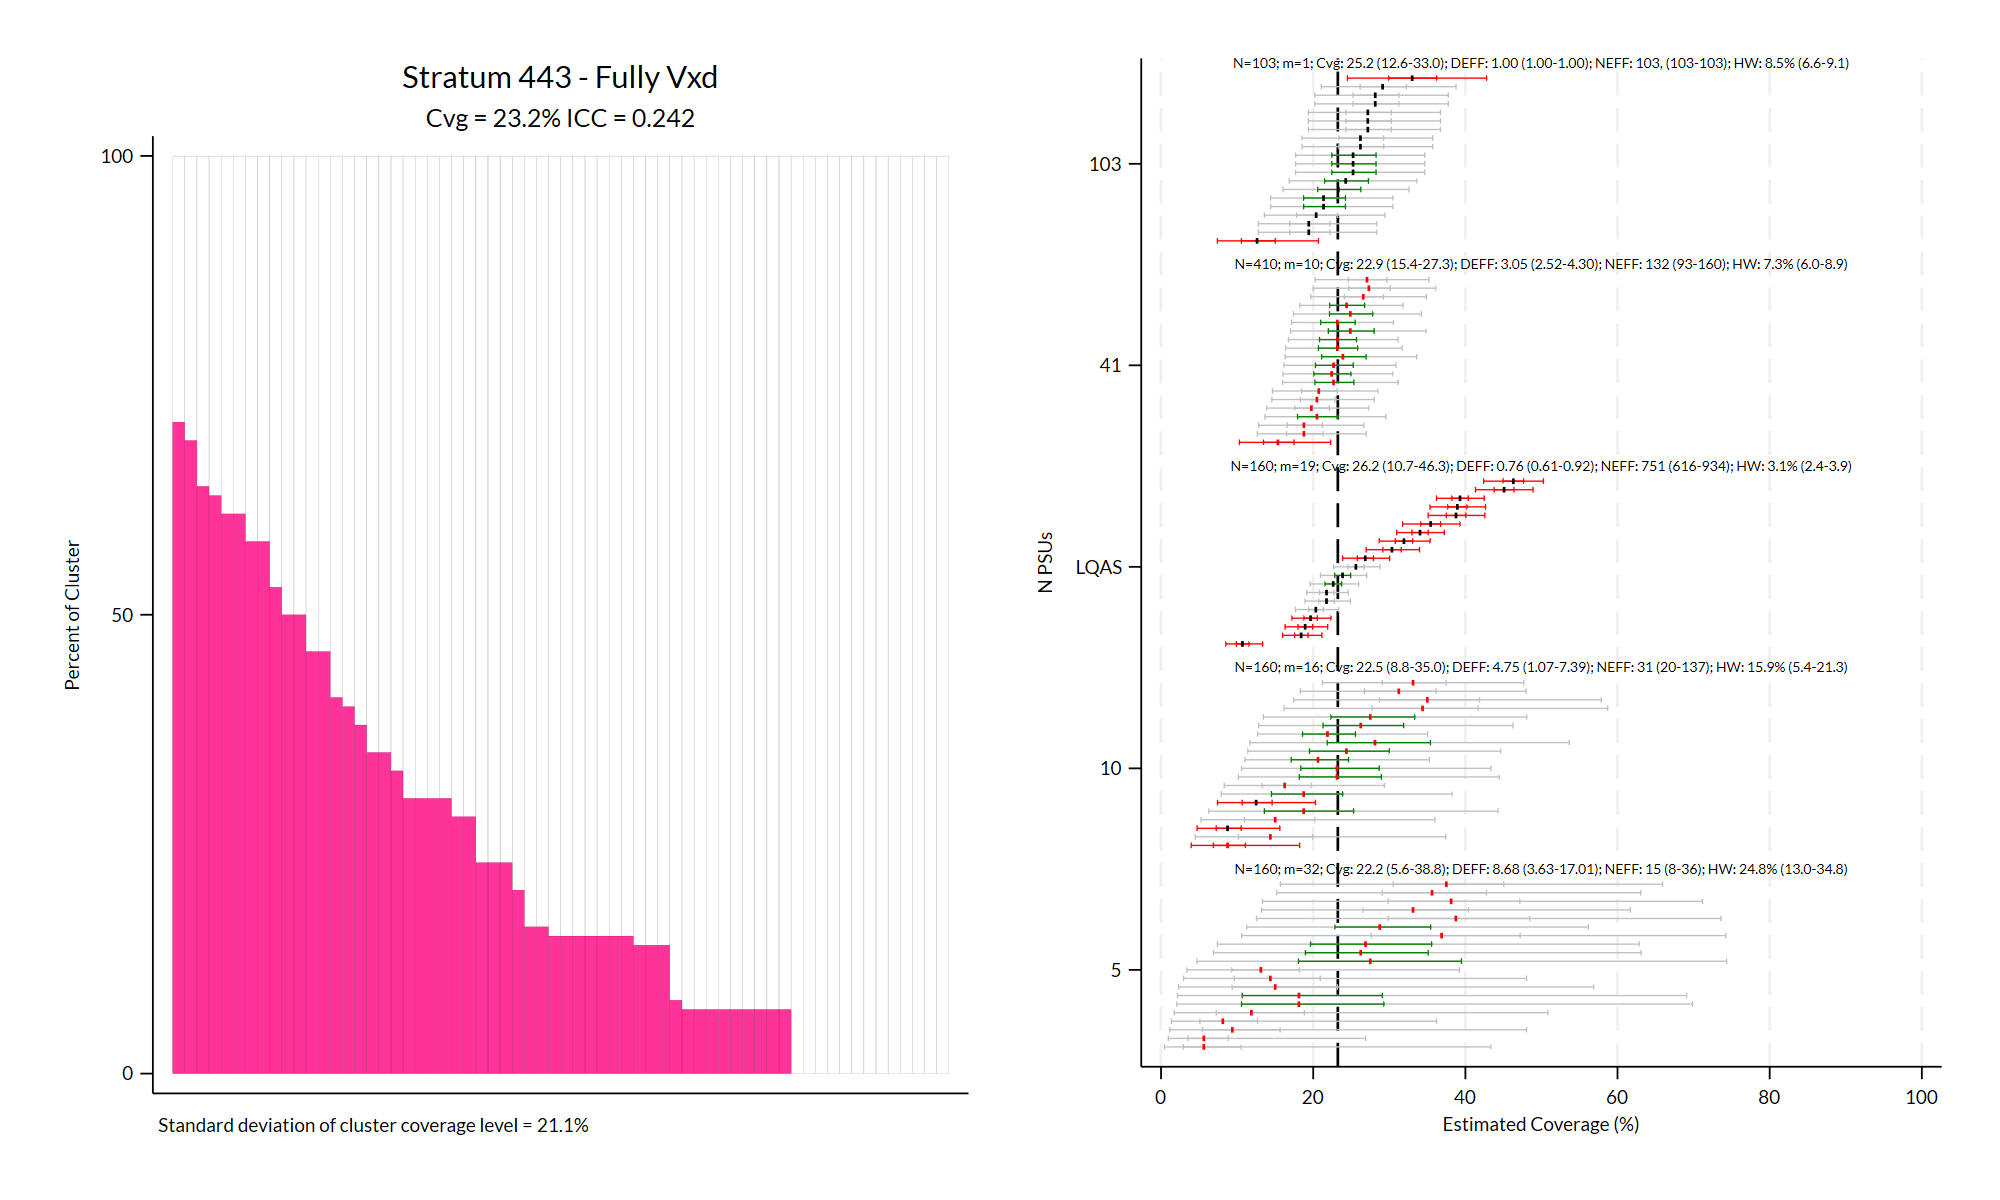 Stratum 443 - Fully Vxd
Cvg = 23.2% ICC = 0.242
100
50
0
Percent of Cluster
Standard deviation of cluster coverage level = 21.1%
N=103; m=1; Cvg: 25.2 (12.6-33.0); DEFF: 1.00 (1.00-1.00); NEFF: 103, (103-103); HW: 8.5% (6.6-9.1)
103
N=410; m=10; Cvg: 22.9 (15.4-27.3); DEFF: 3.05 (2.52-4.30); NEFF: 132 (93-160); HW: 7.3% (6.0-8.9)
41
N=160; m=19; Cvg: 26.2 (10.7-46.3); DEFF: 0.76 (0.61-0.92); NEFF: 751 (616-934); HW: 3.1% (2.4-3.9)
LQAS
N=160; m=16; Cvg: 22.5 (8.8-35.0); DEFF: 4.75 (1.07-7.39); NEFF: 31 (20-137); HW: 15.9% (5.4-21.3)
10
N=160; m=32; Cvg: 22.2 (5.6-38.8); DEFF: 8.68 (3.63-17.01); NEFF: 15 (8-36); HW: 24.8% (13.0-34.8)
5
N PSUs
0 20 40 60 80 100
Estimated Coverage (%)